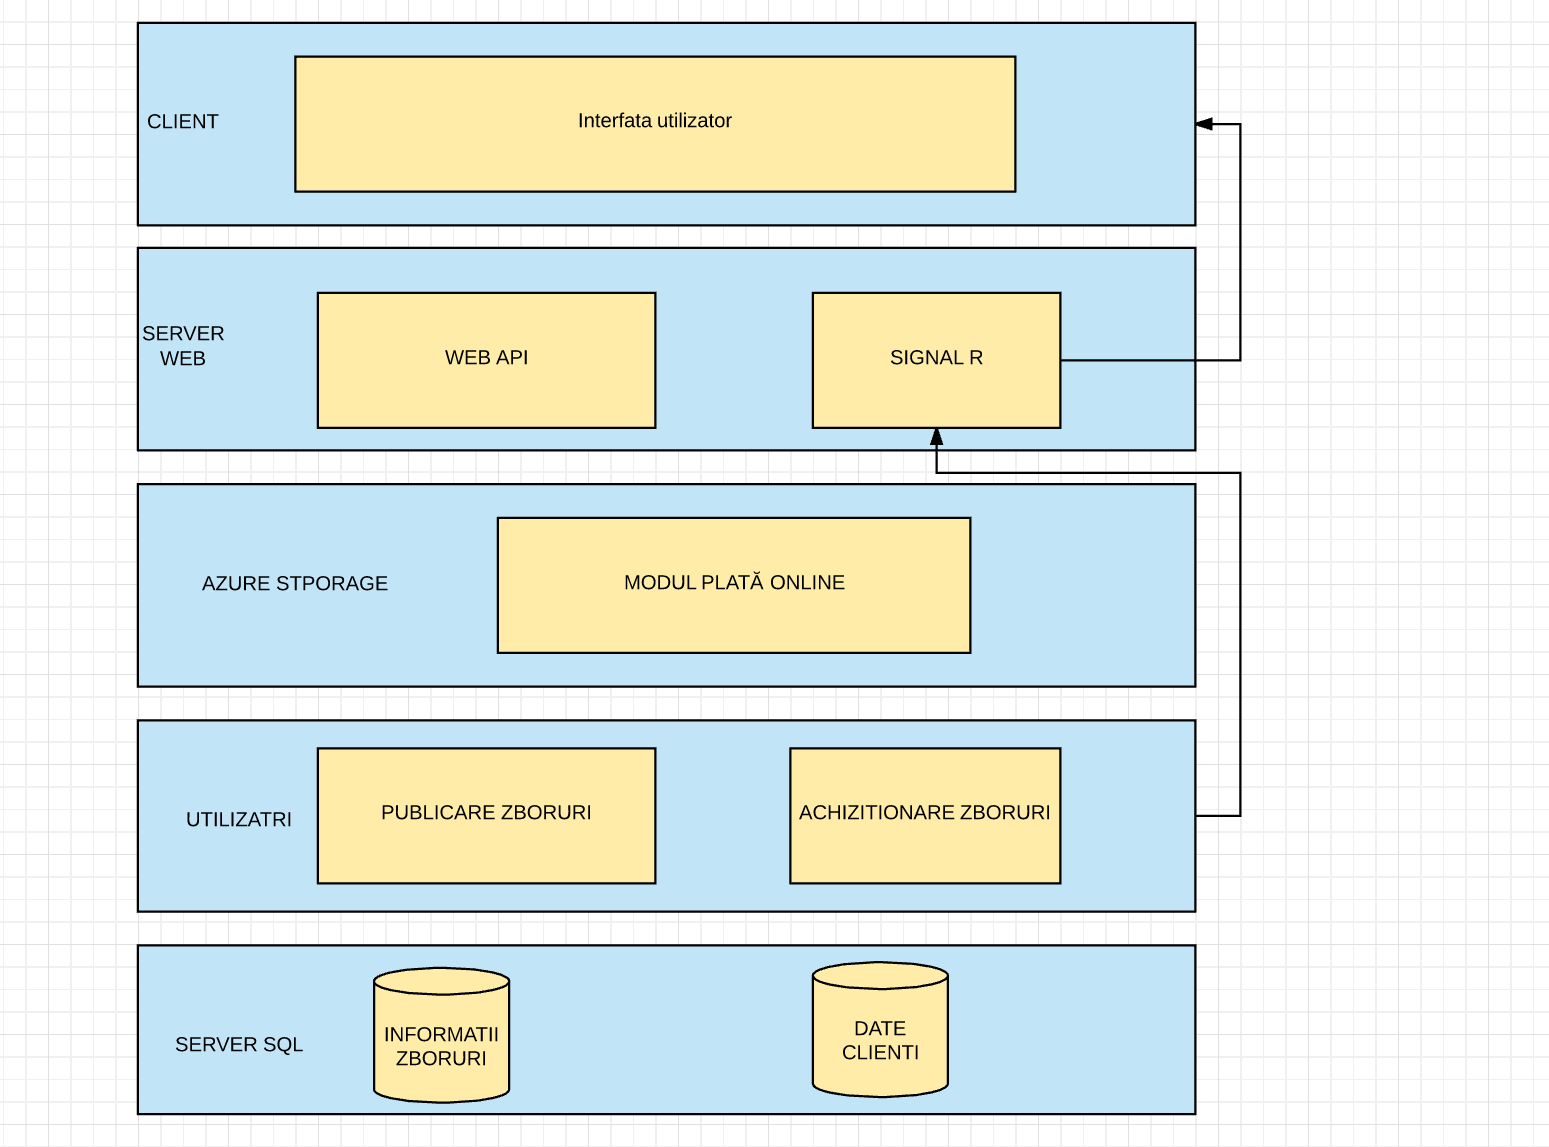 CLIENT
Interfata utilizator
SERVER
WEB
WEB API
SIGNAL R
AZURE STPORAGE
MODUL PLATĂ ONLINE
UTILIZATRI
PUBLICARE ZBORURI
ACHIZITIONARE ZBORURI
SERVER SQL
INFORMATII
ZBORURI
DATE
CLIENTI